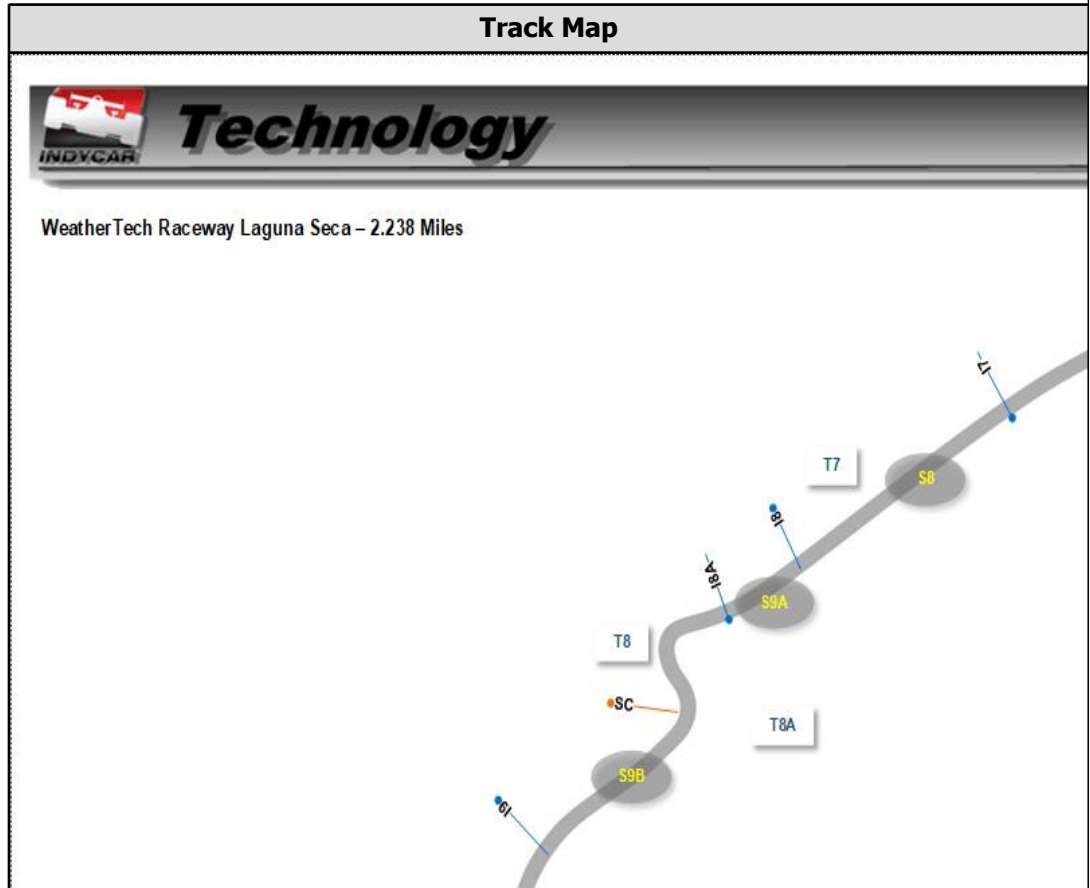 Track Map
INDYCAR
Technology
WeatherTech Raceway Laguna Seca – 2.238 Miles
I7
T7
S8
I8
I8A
S9A
T8
SC
T8A
S9B
I9